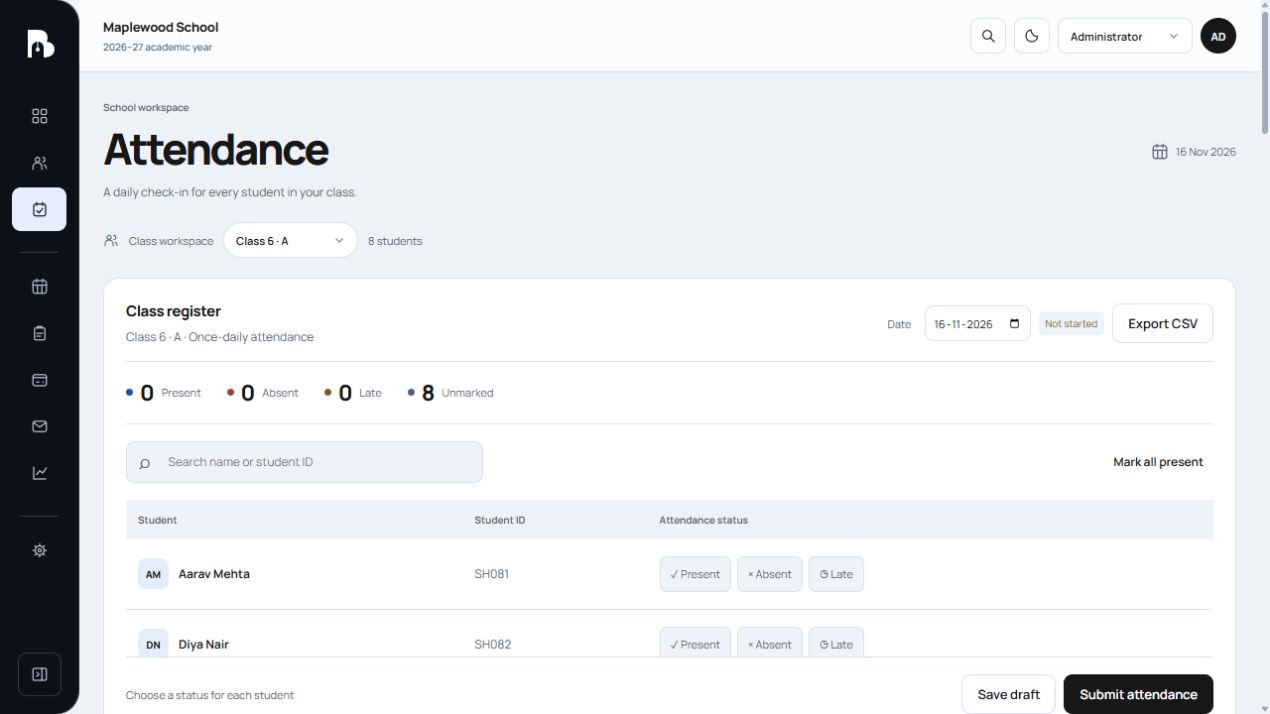 Maplewood School
2026–27 academic year
Administrator
AD
School workspace
Attendance
16 Nov 2026
A daily check-in for every student in your class.
Class workspace
Class 6 · A
8 students
Class register
Class 6 · A · Once-daily attendance
Date
16-11-2026
Not started
Export CSV
0 Present
0 Absent
0 Late
8 Unmarked
Search name or student ID
Mark all present
Student Student ID Attendance status
AM Aarav Mehta SH081 ✓ Present × Absent ◷ Late
DN Diya Nair SH082 ✓ Present × Absent ◷ Late
Choose a status for each student
Save draft
Submit attendance